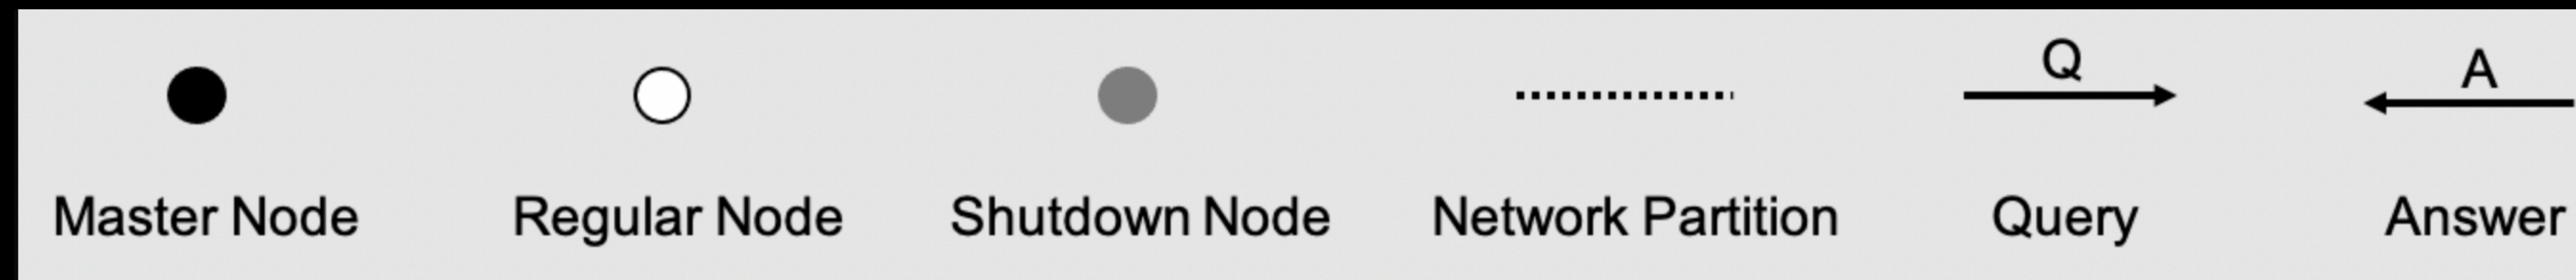 Q
A
Master Node
Regular Node
Shutdown Node
Network Partition
Query
Answer